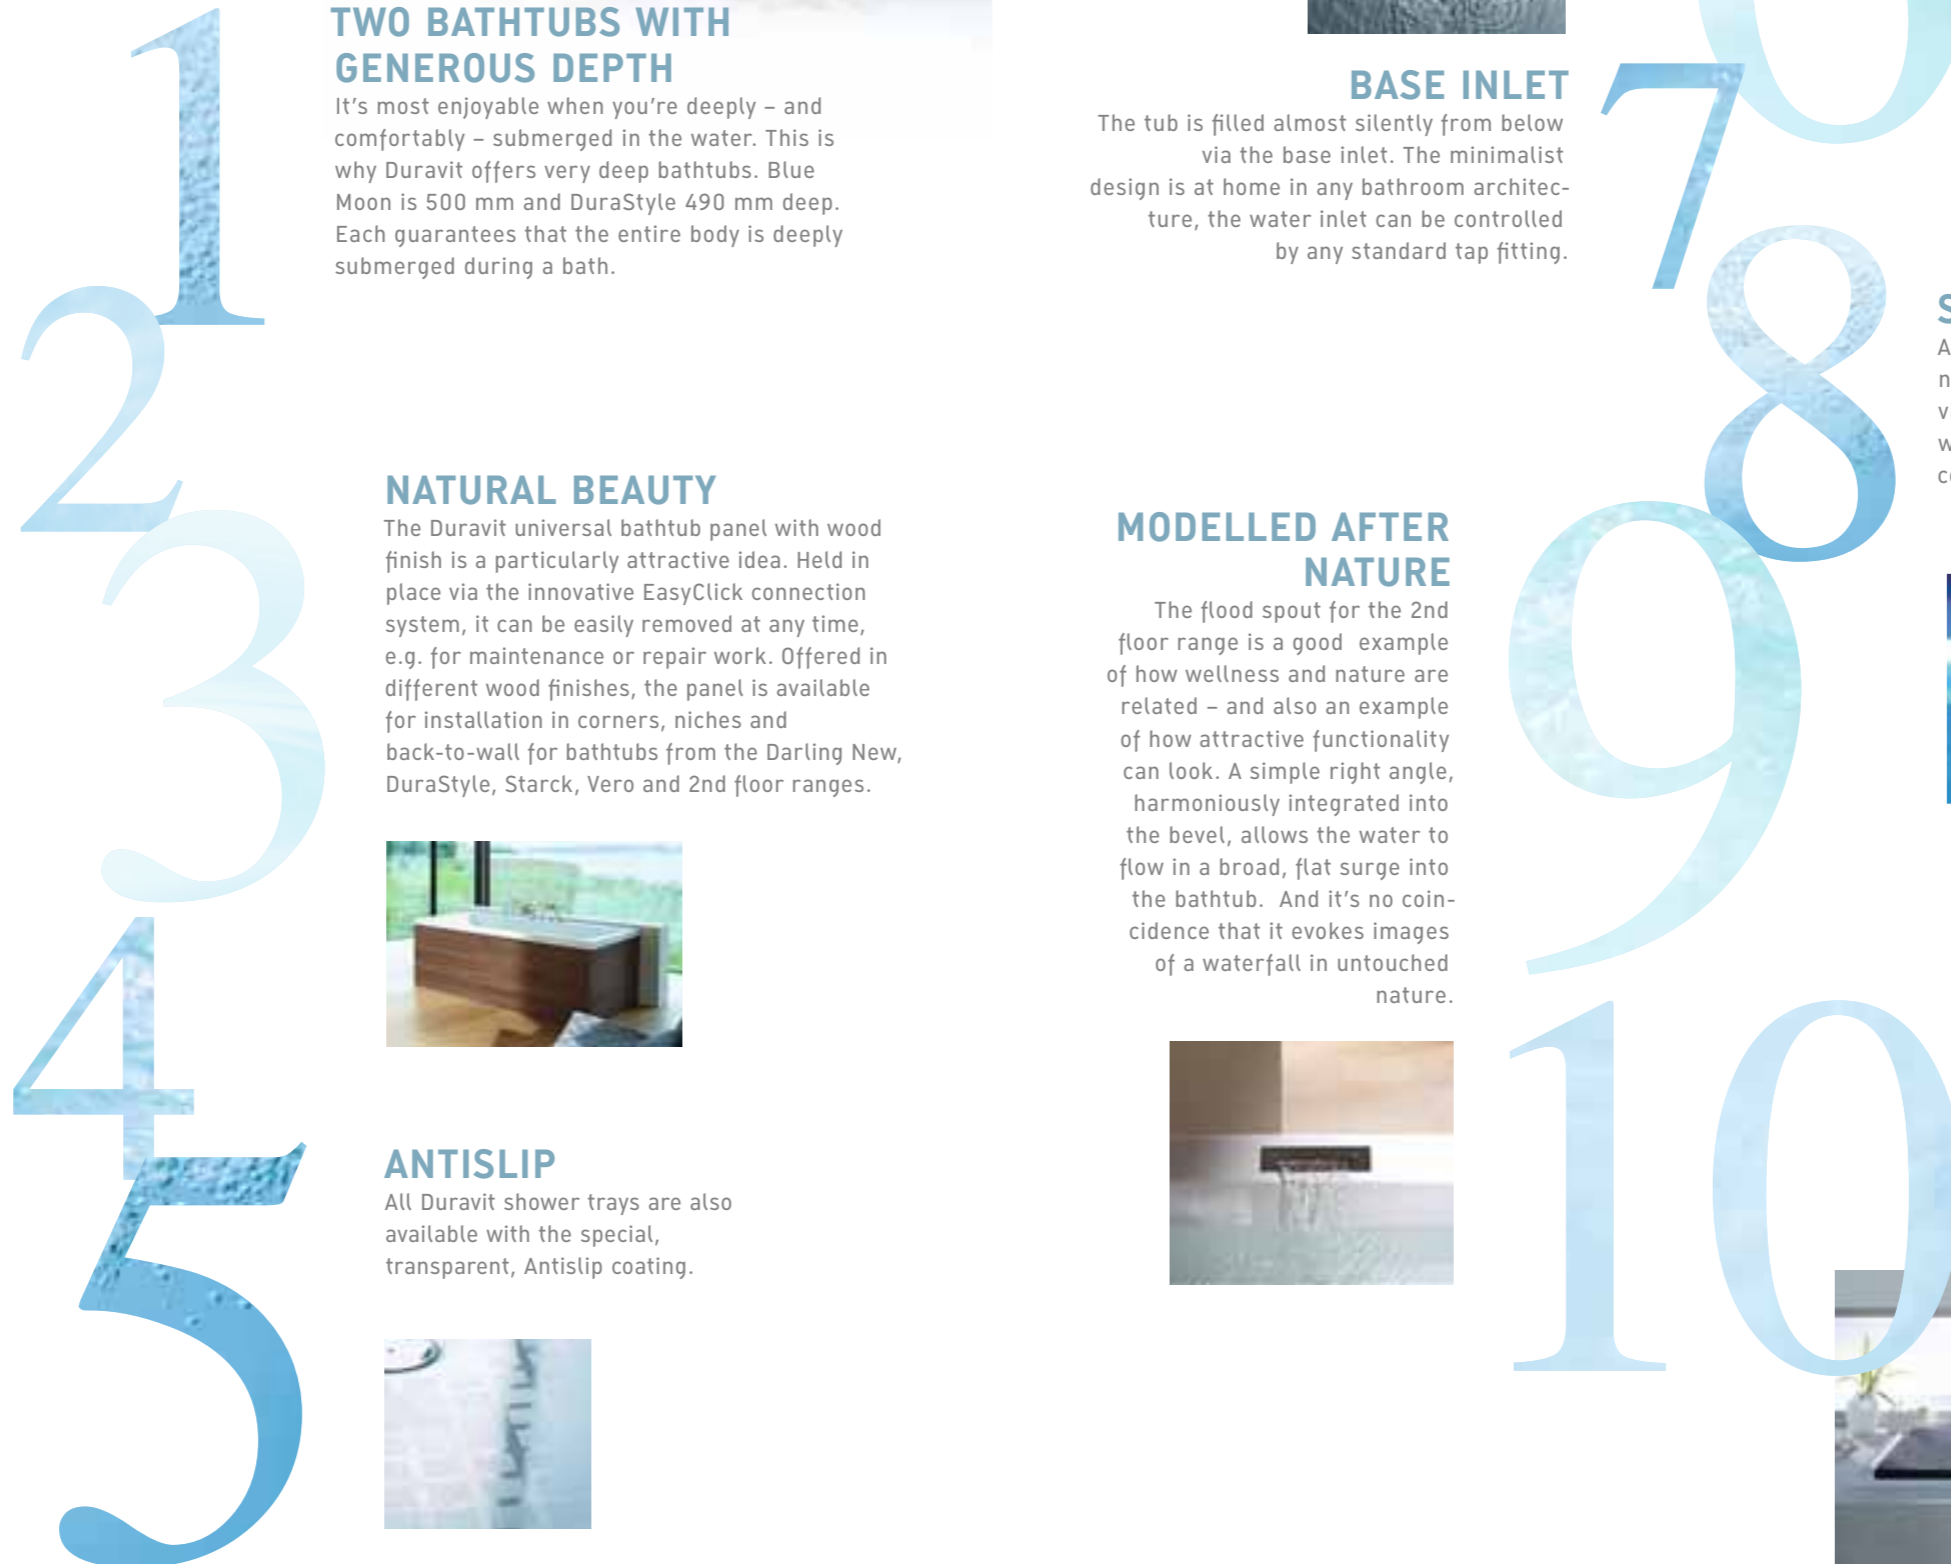 1
TWO BATHTUBS WITH
GENEROUS DEPTH
It’s most enjoyable when you’re deeply – and
comfortably – submerged in the water. This is
why Duravit offers very deep bathtubs. Blue
Moon is 500 mm and DuraStyle 490 mm deep.
Each guarantees that the entire body is deeply
submerged during a bath.
2
3
NATURAL BEAUTY
The Duravit universal bathtub panel with wood
finish is a particularly attractive idea. Held in
place via the innovative EasyClick connection
system, it can be easily removed at any time,
e.g. for maintenance or repair work. Offered in
different wood finishes, the panel is available
for installation in corners, niches and
back-to-wall for bathtubs from the Darling New,
DuraStyle, Starck, Vero and 2nd floor ranges.
4
5
ANTISLIP
All Duravit shower trays are also
available with the special,
transparent, Antislip coating.
BASE INLET
The tub is filled almost silently from below
via the base inlet. The minimalist
design is at home in any bathroom architec-
ture, the water inlet can be controlled
by any standard tap fitting.
7
8
MODELLED AFTER
NATURE
The flood spout for the 2nd
floor range is a good  example
of how wellness and nature are
related – and also an example
of how attractive functionality
can look. A simple right angle,
harmoniously integrated into
the bevel, allows the water to
flow in a broad, flat surge into
the bathtub.  And it’s no coin-
cidence that it evokes images
of a waterfall in untouched
nature.
9
10